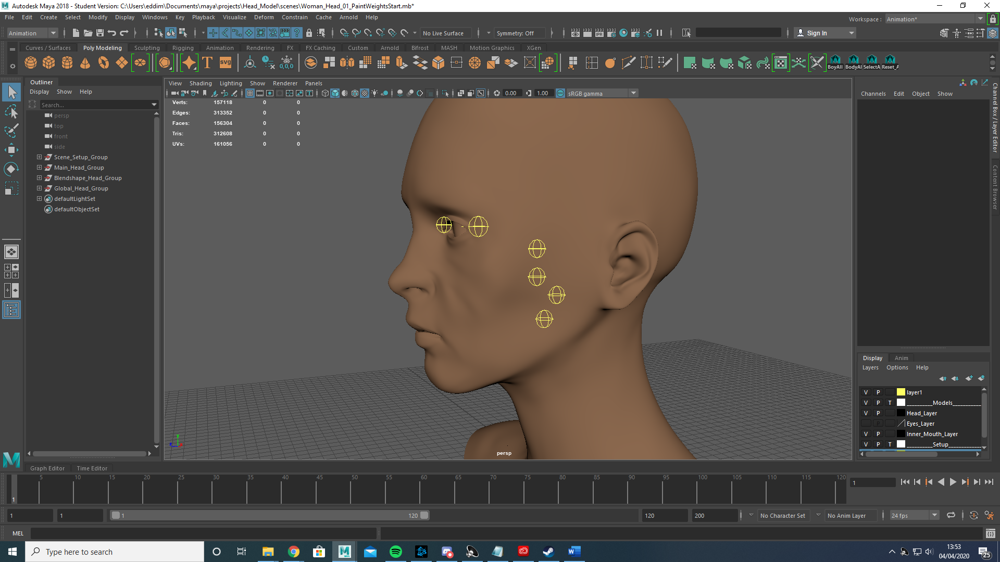 Autodesk Maya 2018 - Student Version: C:\Users\eddim\Documents\maya\projects\Head_Model\scenes\Woman_Head_01_PaintWeightsStart.mb*
File Edit Create Select Modify Display Windows Key Playback Visualize Deform Constrain Cache Arnold Help
Workspace : Animation*
Animation
No Live Surface
Symmetry: Off
Sign In
Curves / Surfaces Poly Modeling Sculpting Rigging Animation Rendering FX FX Caching Custom Arnold Bifrost MASH Motion Graphics XGen
T svg 0,0,0 BoyAll BodyAl SelectA Reset_A
Outliner
Display Show Help
Search...
persp
top
front
side
Scene_Setup_Group
Main_Head_Group
Blendshape_Head_Group
Global_Head_Group
defaultLightSet
defaultObjectSet
View Shading Lighting Show Renderer Panels
0.00 1.00 sRGB gamma
Verts: 157118 0 0
Edges: 313352 0 0
Faces: 156304 0 0
Tris: 312608 0 0
UVs: 161056 0 0
y
persp
Channels Edit Object Show
Channel Box / Layer Editor
Content Browser
Display Anim
Layers Options Help
V P layer1
V P T __________Models___________
V P Head_Layer
P Eyes_Layer
V P Inner_Mouth_Layer
V P T __________Setup_____________
Graph Editor Time Editor
5 10 15 20 25 30 35 40 45 50 55 60 65 70 75 80 85 90 95 100 105 110 115 120
1
1
1 1 1 120 120 200 No Character Set No Anim Layer 24 fps
MEL
Type here to search
13:53
04/04/2020
25